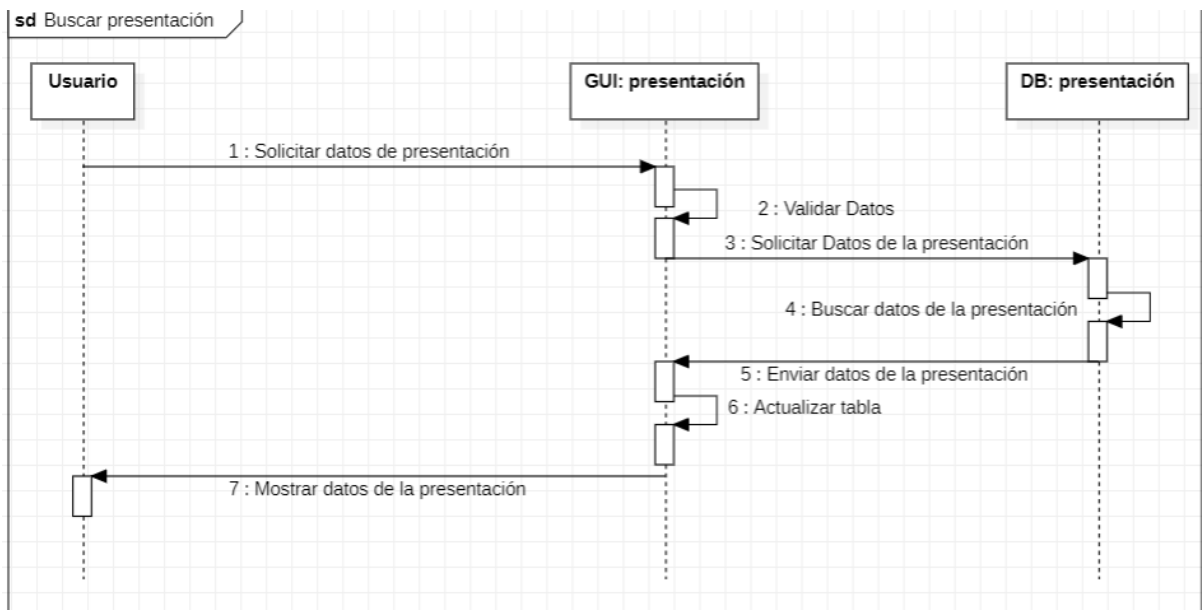 sd Buscar presentación
Usuario
GUI: presentación
DB: presentación
1 : Solicitar datos de presentación
2 : Validar Datos
3 : Solicitar Datos de la presentación
4 : Buscar datos de la presentación
5 : Enviar datos de la presentación
6 : Actualizar tabla
7 : Mostrar datos de la presentación